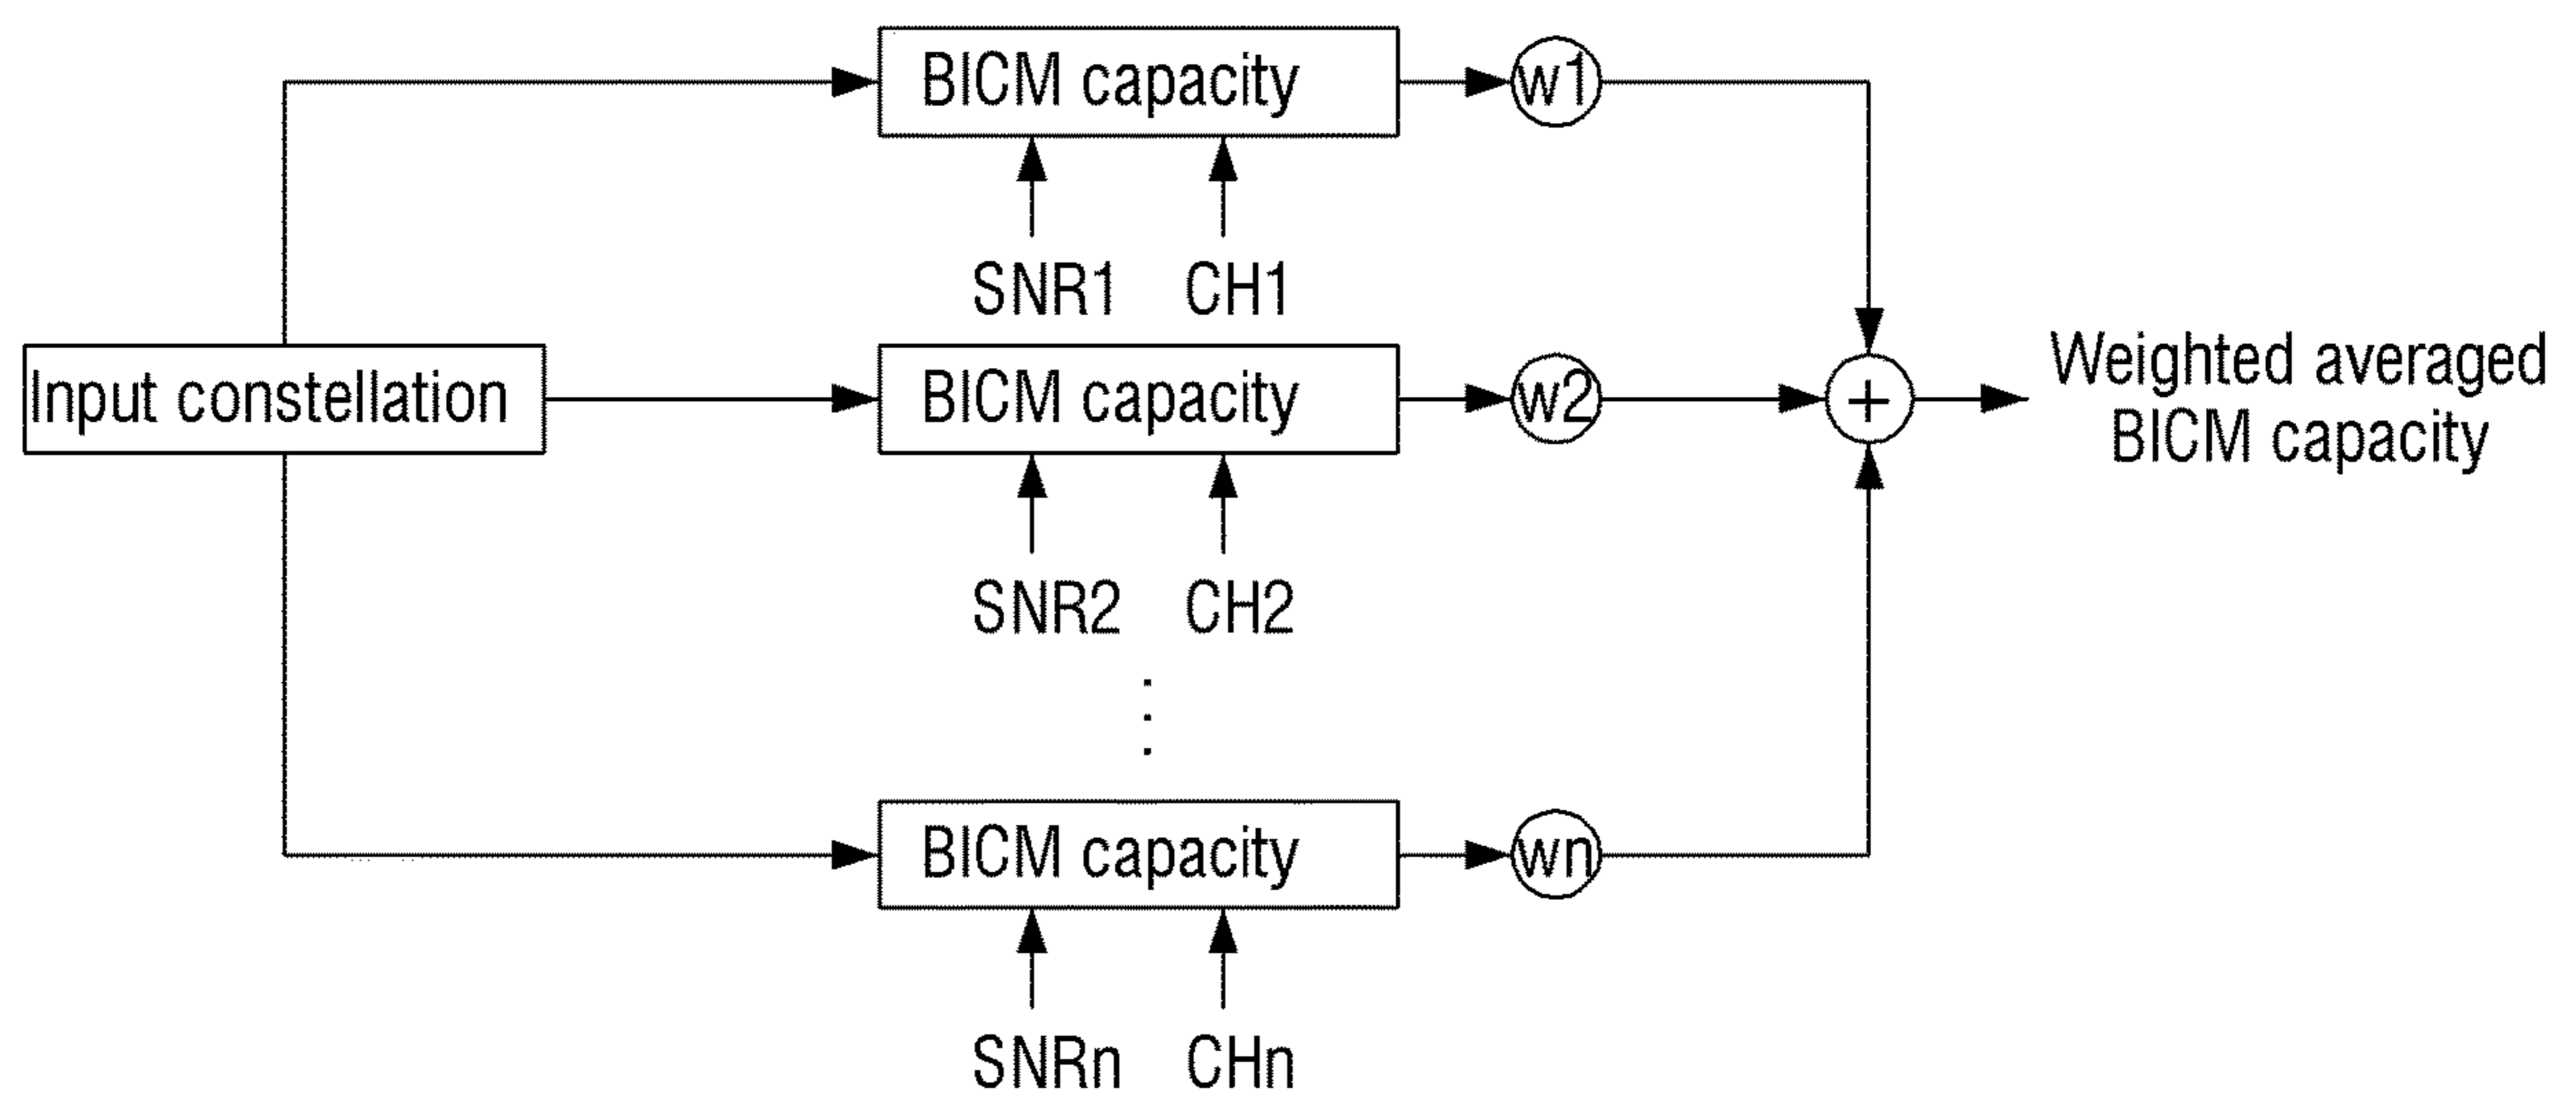 BICM capacity
w1
SNR1 CH1
Input constellation
BICM capacity
w2
+
Weighted averaged
BICM capacity
SNR2 CH2
BICM capacity
wn
SNRn CHn